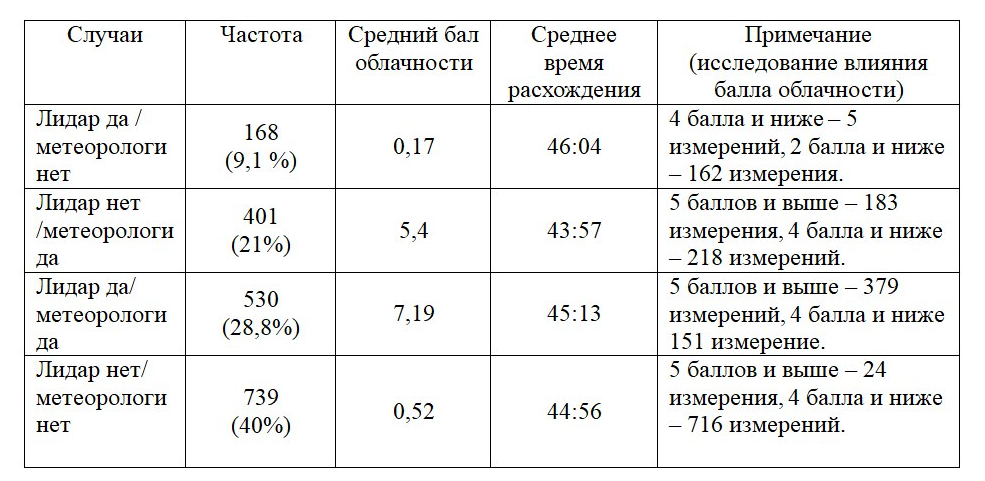 Случаи
Частота
Средний бал
облачности
Среднее
время
расхождения
Примечание
(исследование влияния
балла облачности)
Лидар да /
метеорологи
нет
168
(9,1 %)
0,17
46:04
4 балла и ниже – 5
измерений, 2 балла и ниже
– 162 измерения.
Лидар нет
/метеорологи
да
401
(21%)
5,4
43:57
5 баллов и выше – 183
измерения, 4 балла и ниже
– 218 измерений.
Лидар да/
метеорологи
да
530
(28,8%)
7,19
45:13
5 баллов и выше – 379
измерений, 4 балла и ниже
151 измерение.
Лидар нет/
метеорологи
нет
739
(40%)
0,52
44:56
5 баллов и выше – 24
измерения, 4 балла и ниже
– 716 измерений.